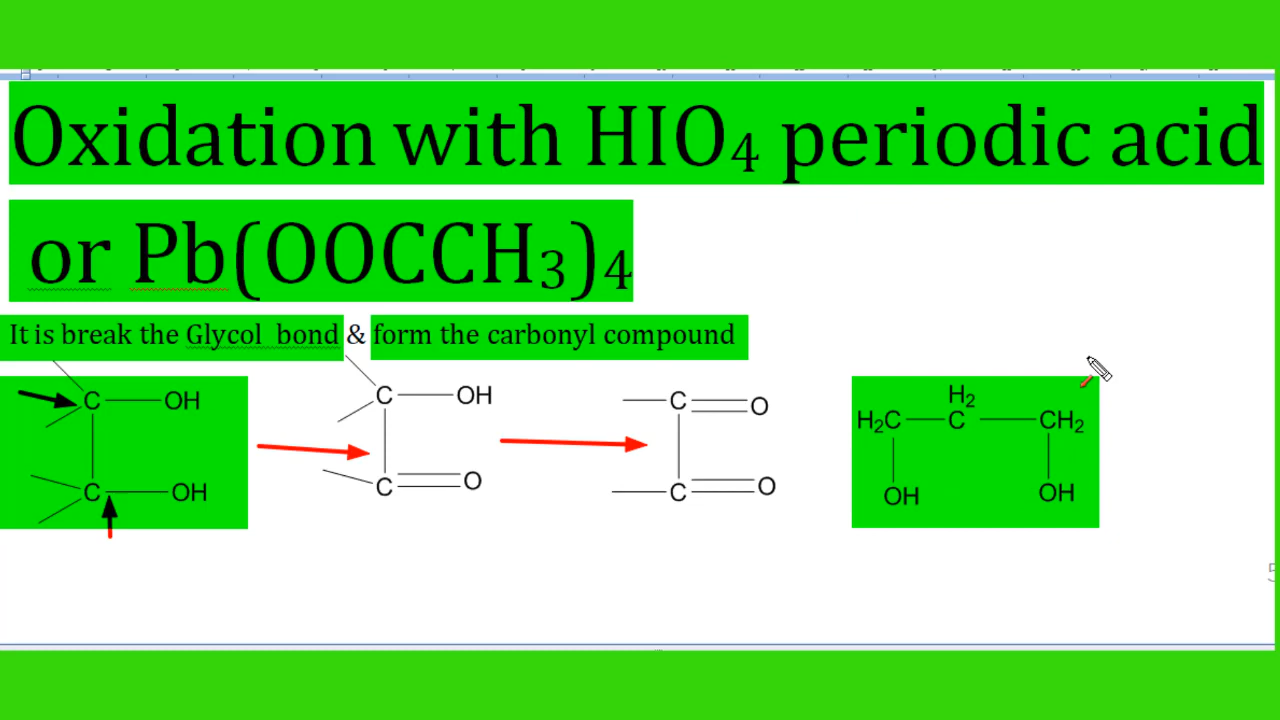 Oxidation with HIO₄ periodic acid
or Pb(OOCCH₃)₄
It is break the Glycol bond & form the carbonyl compound
C OH
C OH
C OH
C O
C O
C O
H₂C H₂ C CH₂
OH OH
5